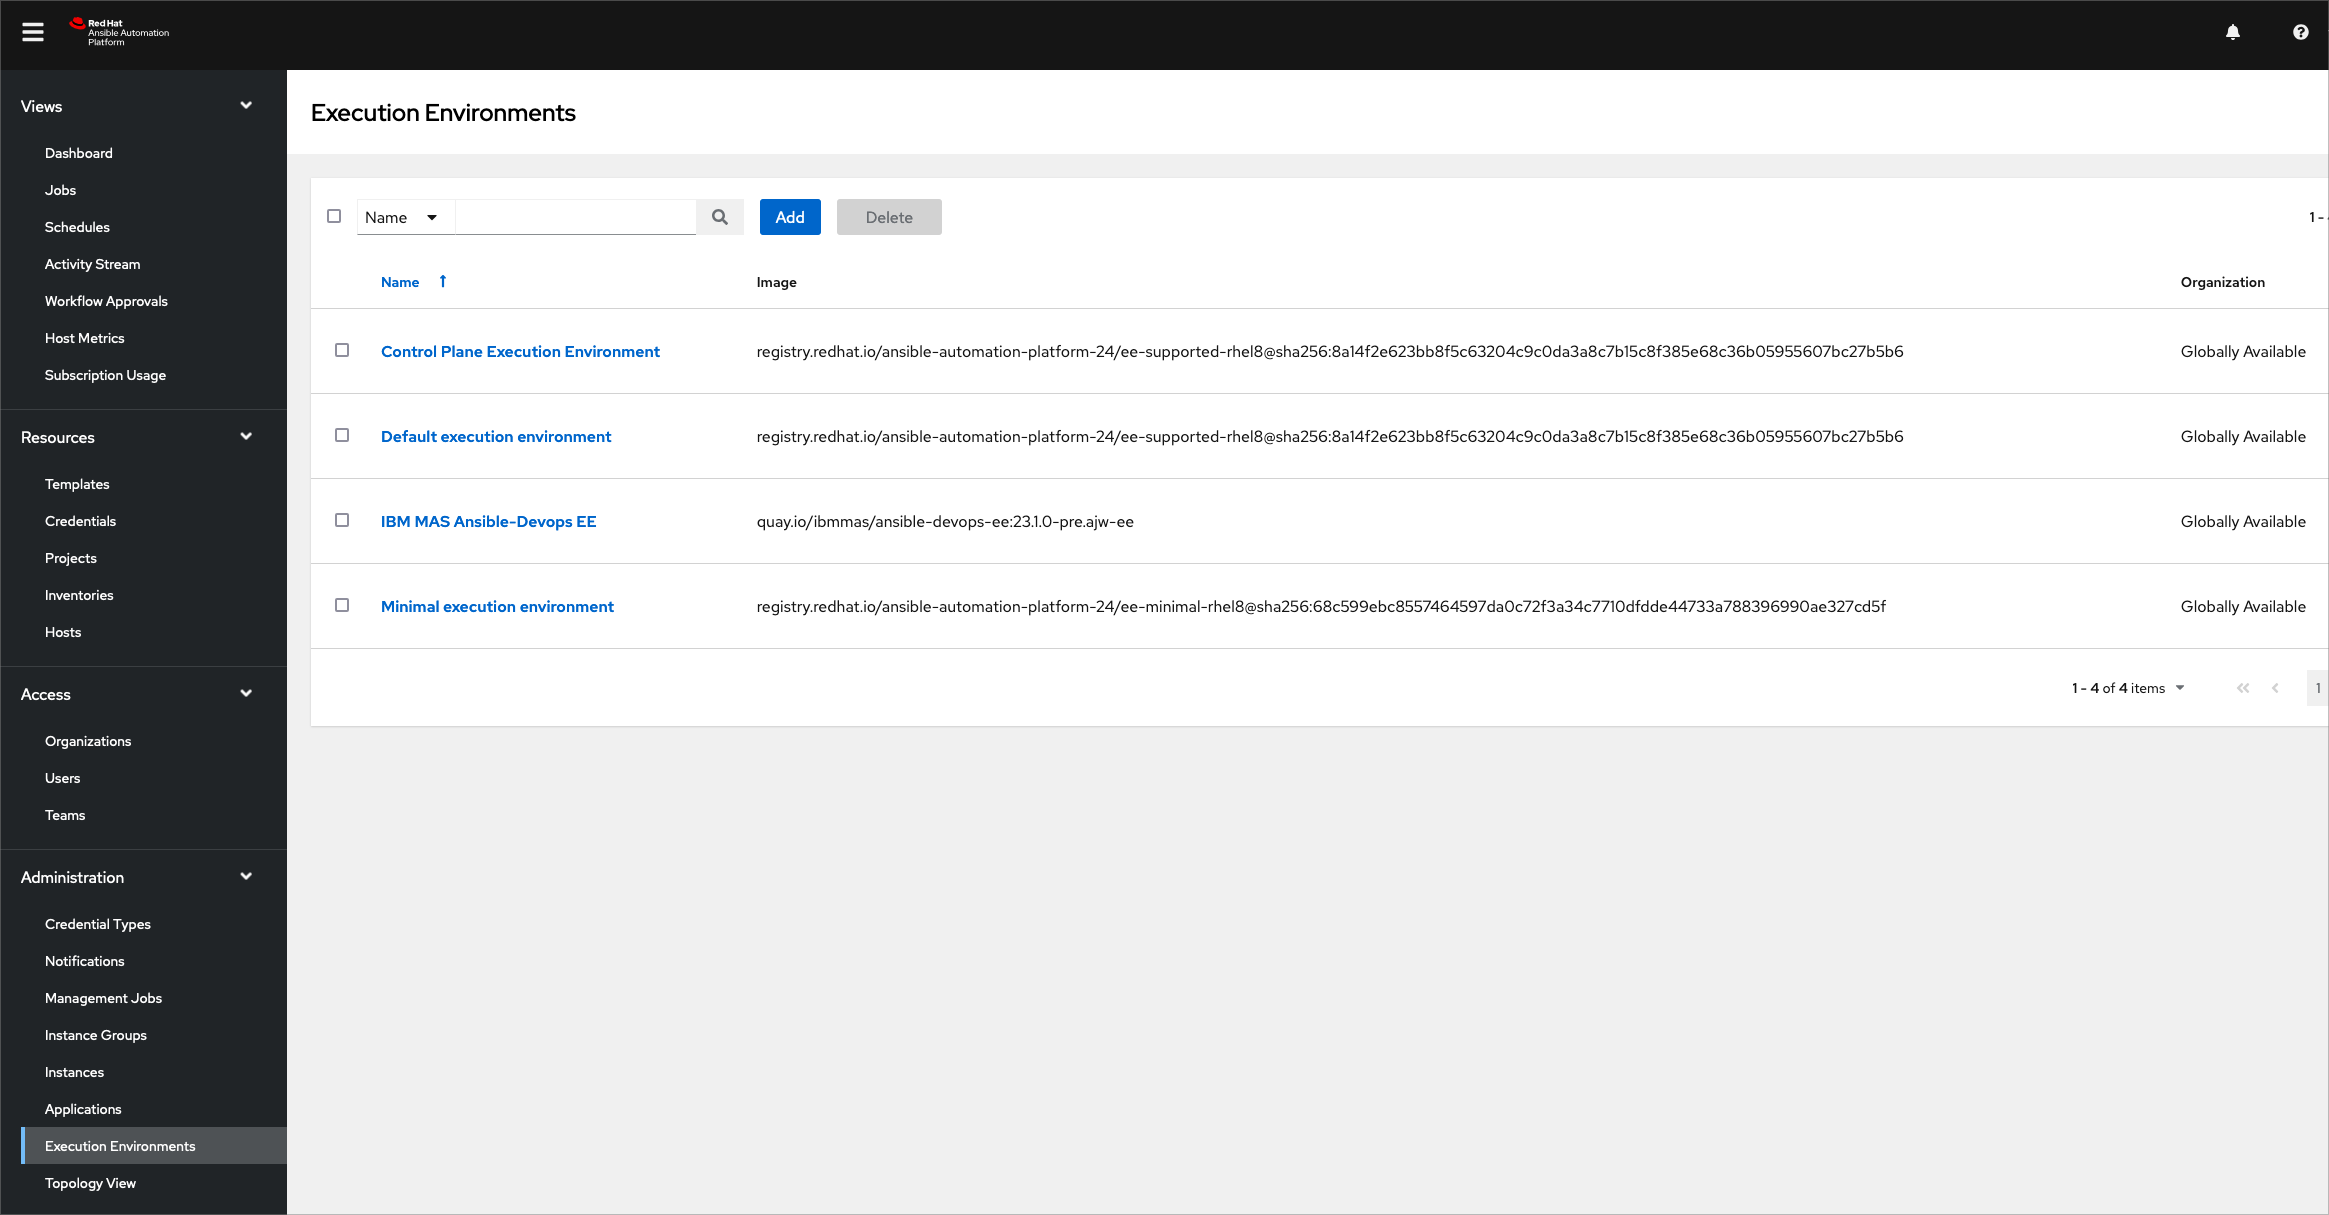 Red Hat
Ansible Automation
Platform
Views
Dashboard
Jobs
Schedules
Activity Stream
Workflow Approvals
Host Metrics
Subscription Usage
Resources
Templates
Credentials
Projects
Inventories
Hosts
Access
Organizations
Users
Teams
Administration
Credential Types
Notifications
Management Jobs
Instance Groups
Instances
Applications
Execution Environments
Topology View
Execution Environments
Name Add Delete 1 -
Name Image Organization
Control Plane Execution Environment registry.redhat.io/ansible-automation-platform-24/ee-supported-rhel8@sha256:8a14f2e623bb8f5c63204c9c0da3a8c7b15c8f385e68c36b05955607bc27b5b6 Globally Available
Default execution environment registry.redhat.io/ansible-automation-platform-24/ee-supported-rhel8@sha256:8a14f2e623bb8f5c63204c9c0da3a8c7b15c8f385e68c36b05955607bc27b5b6 Globally Available
IBM MAS Ansible-Devops EE quay.io/ibmmas/ansible-devops-ee:23.1.0-pre.ajw-ee Globally Available
Minimal execution environment registry.redhat.io/ansible-automation-platform-24/ee-minimal-rhel8@sha256:68c599ebc8557464597da0c72f3a34c7710dfdde44733a788396990ae327cd5f Globally Available
1 - 4 of 4 items 1